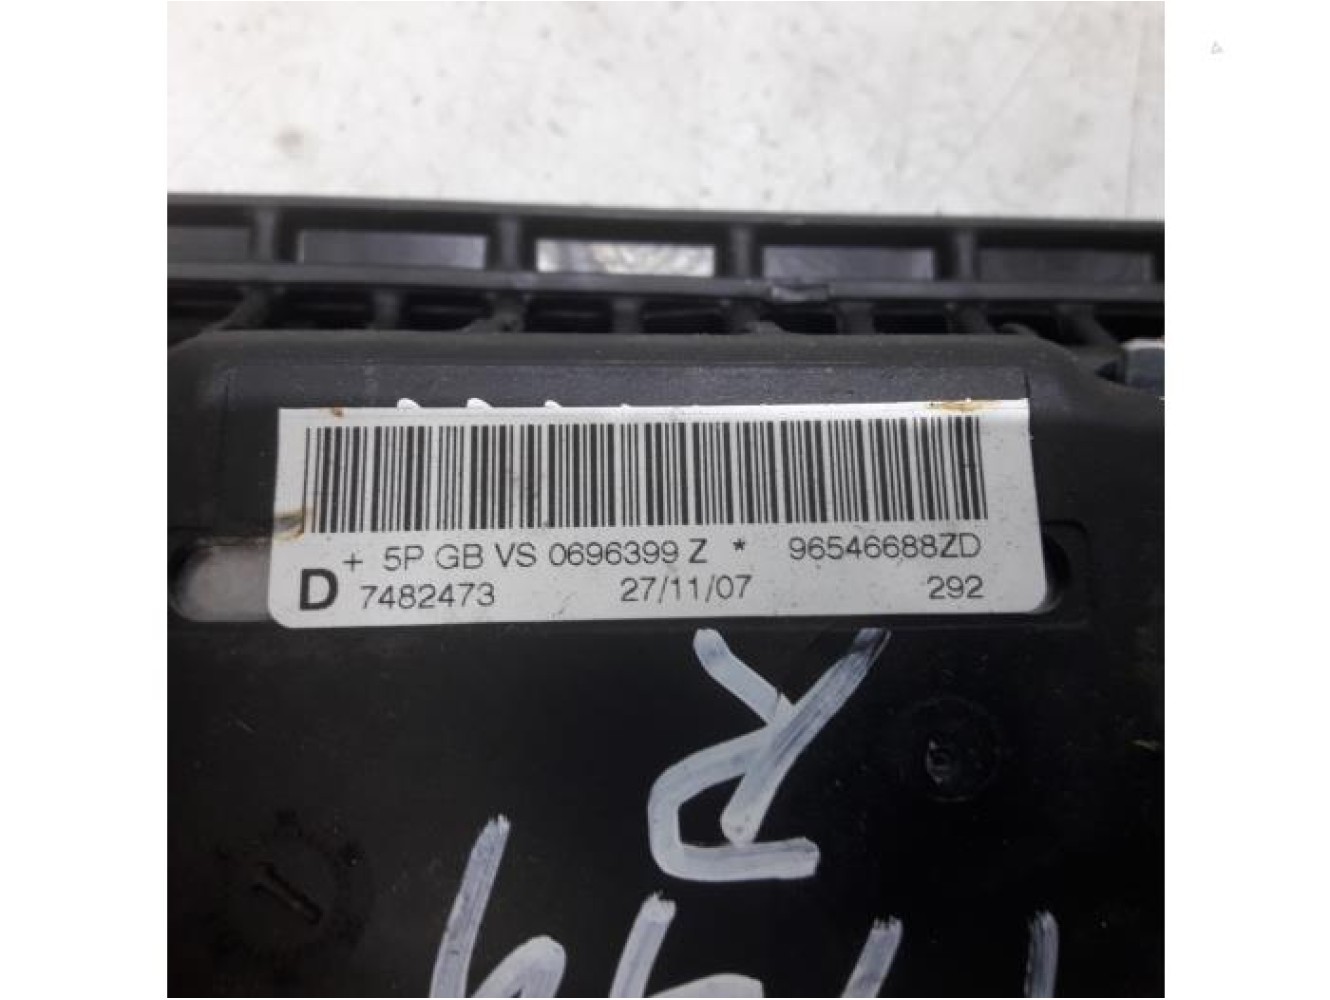 + 5P GB VS 0696399 Z * 96546688ZD
D 7482473 27/11/07 292
R